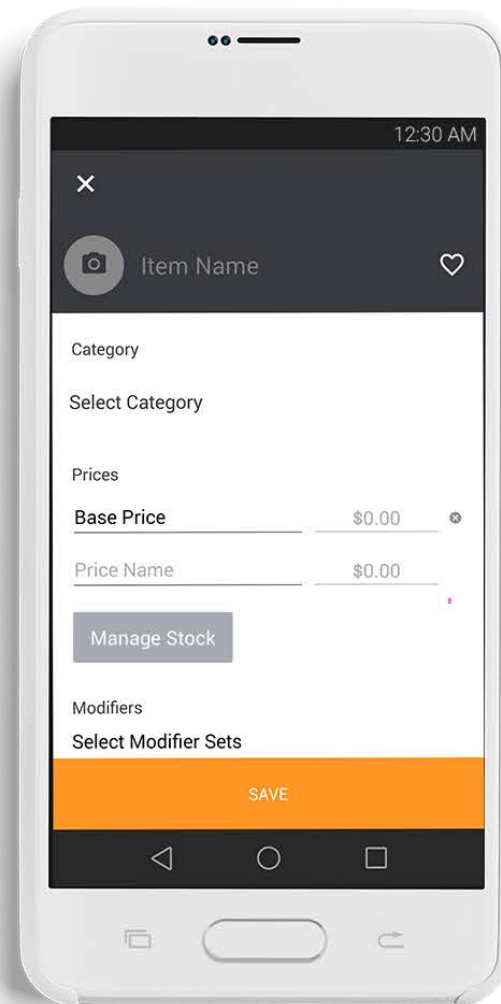 12:30 AM
Item Name
Category
Select Category
Prices
Base Price $0.00
Price Name $0.00
Manage Stock
Modifiers
Select Modifier Sets
SAVE